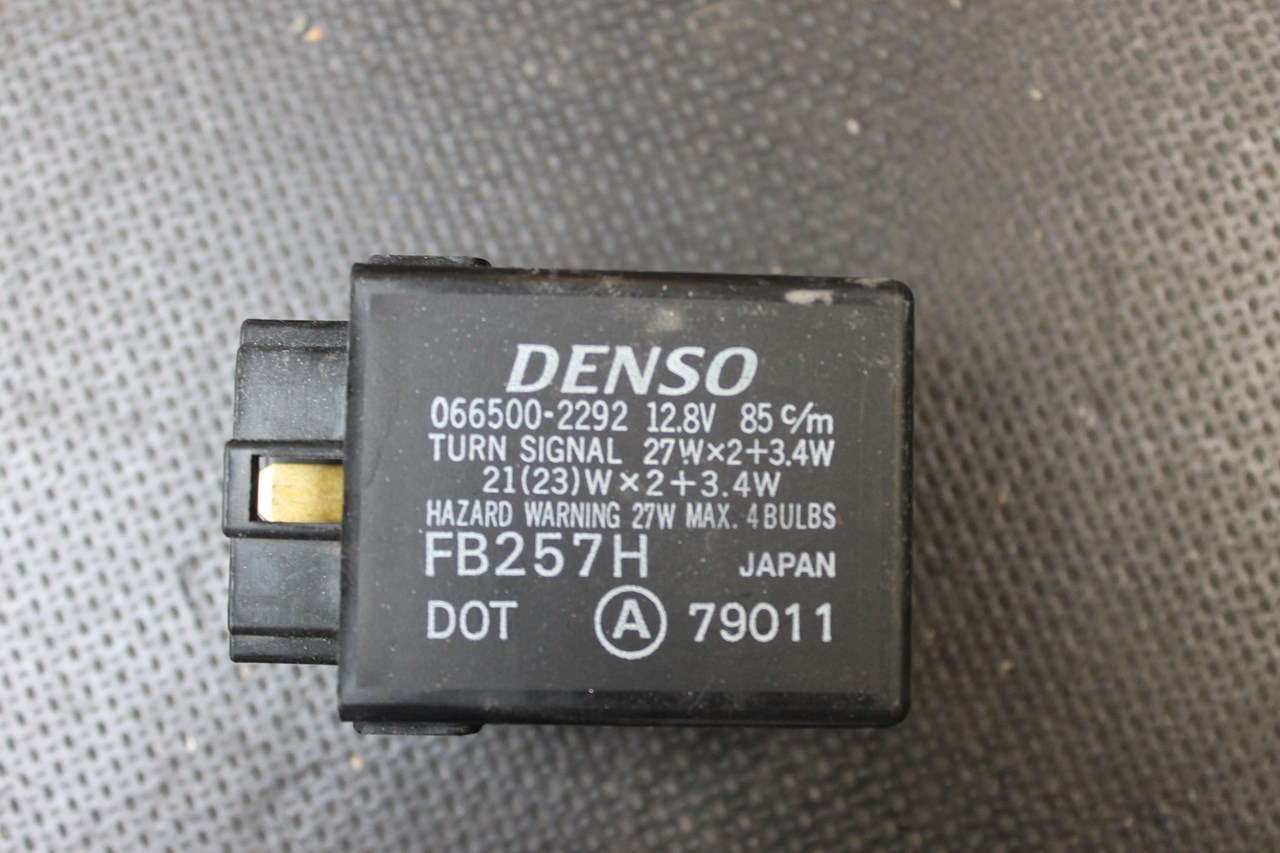 DENSO
066500-2292 12.8V 85 c/m
TURN SIGNAL 27W×2+3.4W
21(23)W×2+3.4W
HAZARD WARNING 27W MAX. 4BULBS
FB257H JAPAN
DOT A 79011